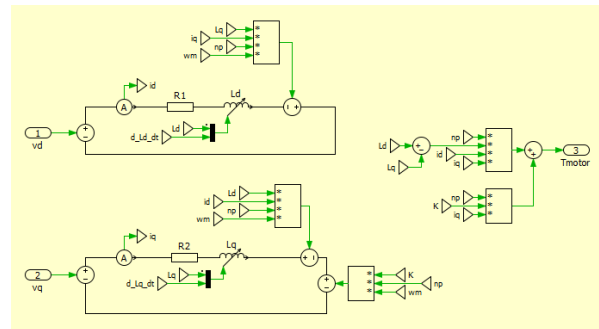 Lq
iq
np
wm
*
*
*
*
id
R1
Ld
A
1
vd
Ld
d_Ld_dt
np
Ld
id
iq
Lq
*
*
*
*
3
Tmotor
np
K
iq
*
*
*
Ld
id
np
wm
*
*
*
*
iq
R2
Lq
A
2
vq
Lq
d_Lq_dt
K
np
wm
*
*
*